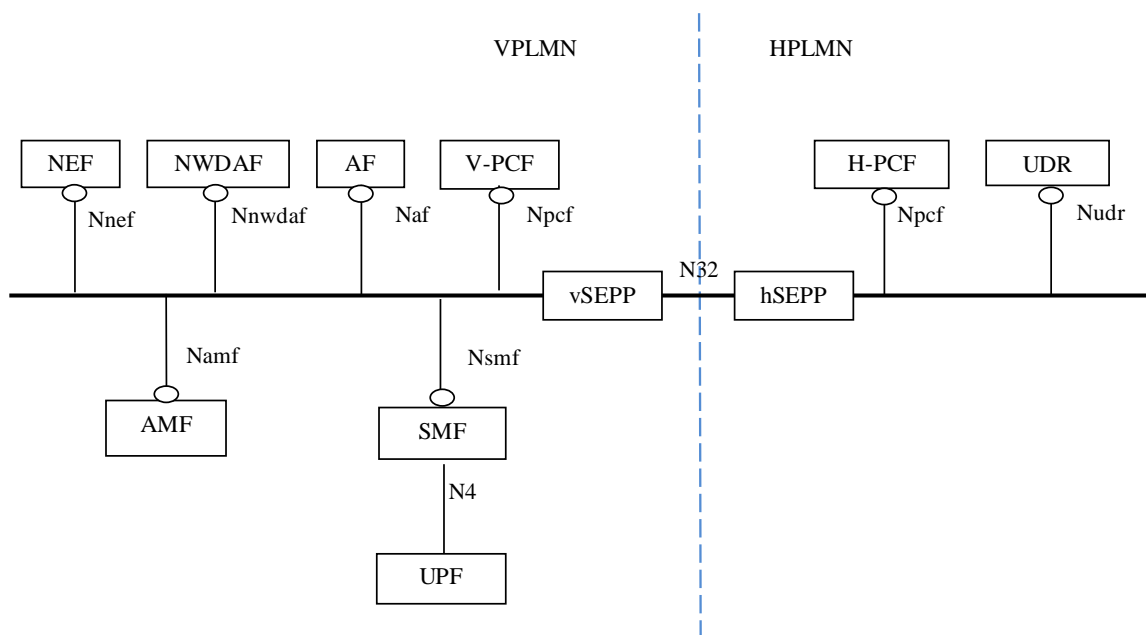 VPLMN
HPLMN
NEF
NWDAF
AF
V-PCF
H-PCF
UDR
Nnef
Nnwdaf
Naf
Npcf
Npcf
Nudr
N32
vSEPP
hSEPP
Namf
Nsmf
AMF
SMF
N4
UPF